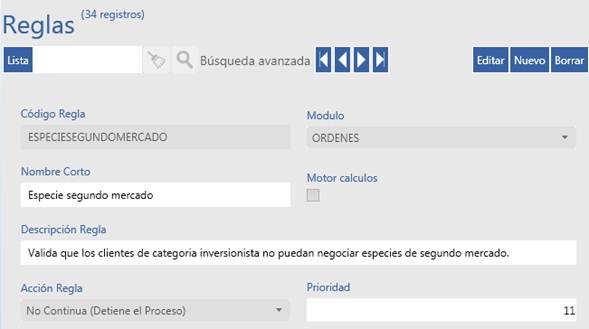 Reglas (34 registros)
Lista Búsqueda avanzada Editar Nuevo Borrar
Código Regla Modulo
ESPECIESEGUNDOMERCADO ORDENES
Nombre Corto Motor calculos
Especie segundo mercado
Descripción Regla
Valida que los clientes de categoria inversionista no puedan negociar especies de segundo mercado.
Acción Regla Prioridad
No Continua (Detiene el Proceso) 11